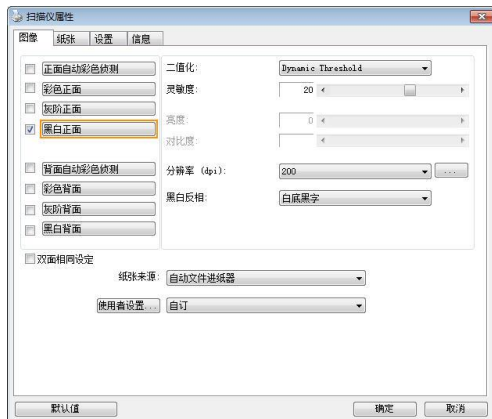 扫描仪属性
图像 纸张 设置 信息
正面自动彩色侦测
彩色正面
灰阶正面
黑白正面
背面自动彩色侦测
彩色背面
灰阶背面
黑白背面
二值化: Dynamic Threshold
灵敏度: 20
亮度: 0
对比度:
分辨率 (dpi): 200 ...
黑白反相: 白底黑字
双面相同设定
纸张来源: 自动文件进纸器
使用者设置... 自订
默认值 确定 取消